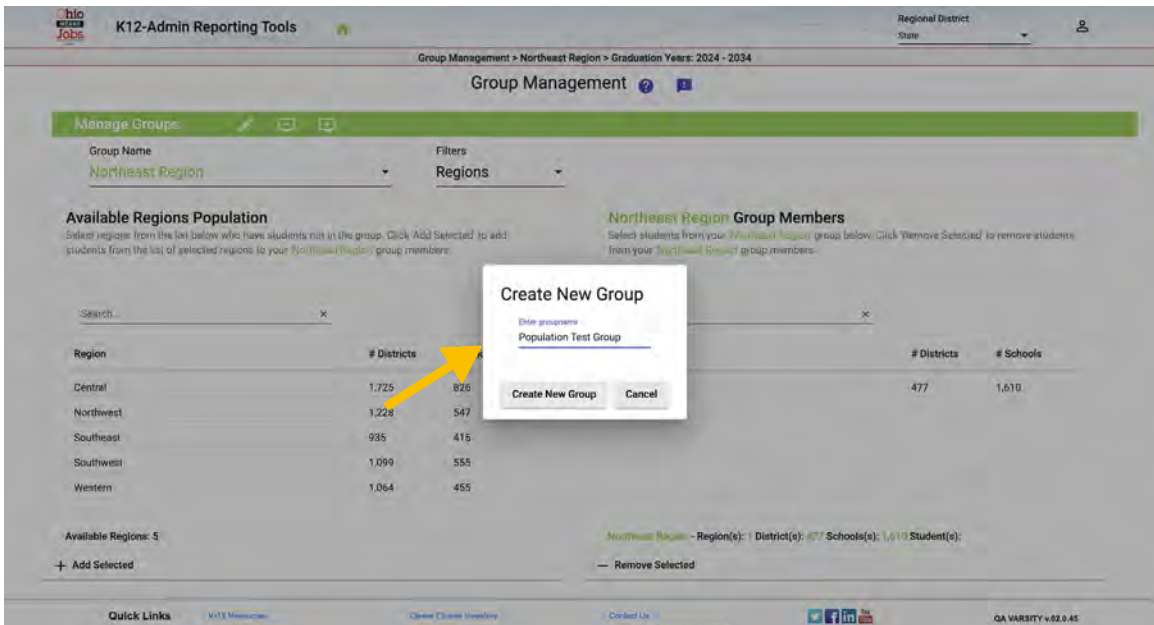 Ohio
MEANS
Jobs
K12-Admin Reporting Tools
Regional District
State
Group Management > Northeast Region > Graduation Years: 2024 - 2034
Group Management ?
Manage Groups
Group Name
Filters
Northeast Region
Regions
Available Regions Population
Select regions from the list below who have students not in the group. Click 'Add Selected' to add
students from the list of selected regions to your Northeast Region group members.
Northeast Region Group Members
Select students from your Northeast Region group below. Click 'Remove Selected' to remove students
from your Northeast Region group members.
Create New Group
Enter groupname
Population Test Group
Create New Group
Cancel
Search...
×
×
Region
# Districts
# Districts
# Schools
Central 1,725 826
477 1,610
Northwest 1,228 547
Southeast 935 415
Southwest 1,099 555
Western 1,064 455
Available Regions: 5
Northeast Region - Region(s): 1 District(s): 477 Schools(s): 1,610 Student(s):
+ Add Selected
— Remove Selected
Quick Links
K-12 Resources
Contact Us
QA VARSITY v.02.0.45